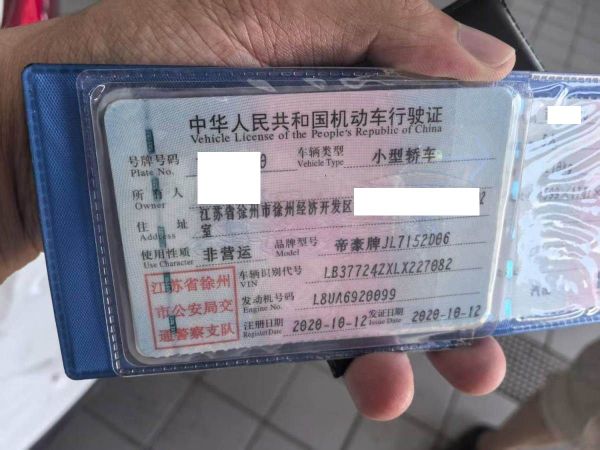 中华人民共和国机动车行驶证
Vehicle License of the People's Republic of China
号牌号码 0 车辆类型 小型轿车
Plate No. Vehicle Type
所有人
Owner
住址 江苏省徐州市徐州经济开发区 2
Address 室
使用性质 非营运 品牌型号 帝豪牌JL7152D06
Use Character Model
车辆识别代号 LB37724ZXLX227082
VIN
发动机号码 L8UA6920099
Engine No.
注册日期 2020-10-12 发证日期 2020-10-12
Register Date Issue Date
江苏省徐州
市公安局交
通警察支队